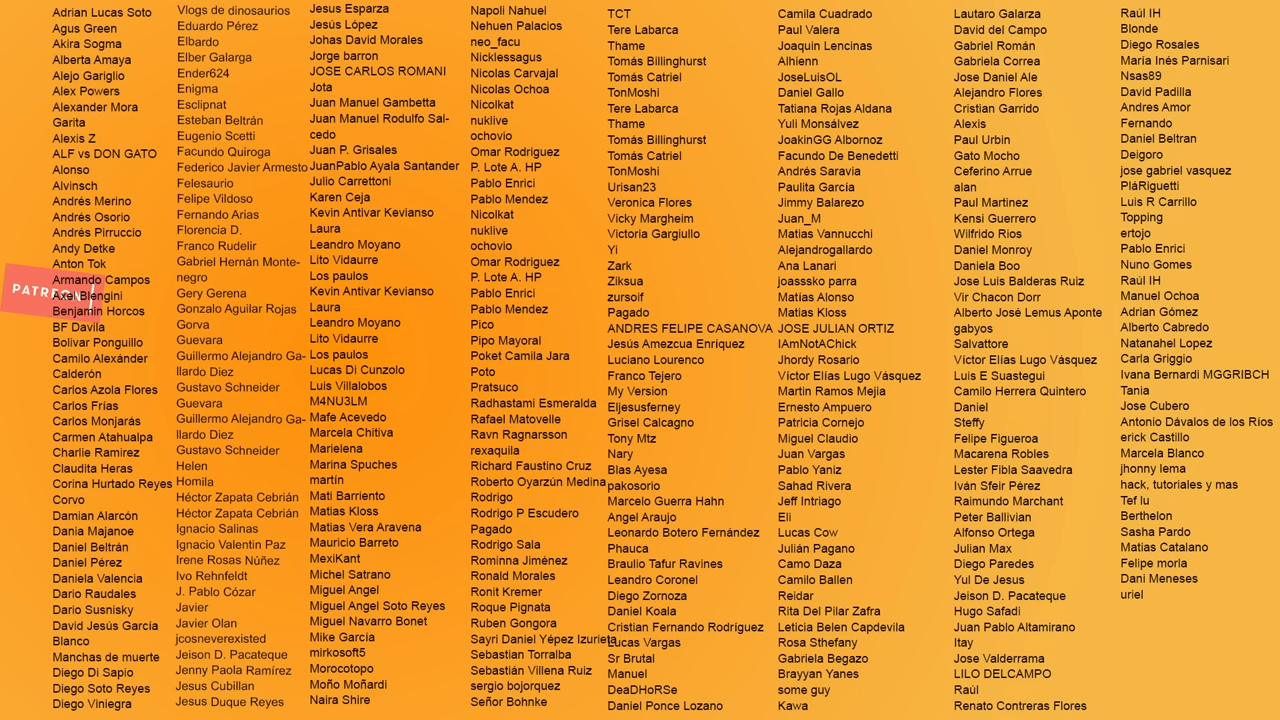 Adrian Lucas Soto
Agus Green
Akira Sogma
Alberta Amaya
Alejo Gariglio
Alex Powers
Alexander Mora
Garita
Alexis Z
ALF vs DON GATO
Alonso
Alvinsch
Andrés Merino
Andrés Osorio
Andrés Pirruccio
Andy Detke
Anton Tok
Armando Campos
Axel Blengini
Benjamin Horcos
BF Davila
Bolivar Ponguillo
Camilo Alexánder
Calderón
Carlos Azola Flores
Carlos Frías
Carlos Monjarás
Carmen Atahualpa
Charlie Ramirez
Claudita Heras
Corina Hurtado Reyes
Corvo
Damian Alarcón
Dania Majanoe
Daniel Beltrán
Daniel Pérez
Daniela Valencia
Dario Raudales
Dario Susnisky
David Jesús García
Blanco
Manchas de muerte
Diego Di Sapio
Diego Soto Reyes
Diego Viniegra
PATREON
Vlogs de dinosaurios
Eduardo Pérez
Elbardo
Elber Galarga
Ender624
Enigma
Esclipnat
Esteban Beltrán
Eugenio Scetti
Facundo Quiroga
Federico Javier Armesto
Felesaurio
Felipe Vildoso
Fernando Arias
Florencia D.
Franco Rudelir
Gabriel Hernán Monte-
negro
Gery Gerena
Gonzalo Aguilar Rojas
Gorva
Guevara
Guillermo Alejandro Ga-
llardo Diez
Gustavo Schneider
Guevara
Guillermo Alejandro Ga-
llardo Diez
Gustavo Schneider
Helen
Homila
Héctor Zapata Cebrián
Héctor Zapata Cebrián
Ignacio Salinas
Ignacio Valentin Paz
Irene Rosas Núñez
Ivo Rehnfeldt
J. Pablo Cózar
Javier
Javier Olan
jcosneverexisted
Jeison D. Pacateque
Jenny Paola Ramírez
Jesus Cubillan
Jesus Duque Reyes
Jesus Esparza
Jesús López
Johas David Morales
Jorge barron
JOSE CARLOS ROMANI
Jota
Juan Manuel Gambetta
Juan Manuel Rodulfo Sal-
cedo
Juan P. Grisales
JuanPablo Ayala Santander
Julio Carrettoni
Karen Ceja
Kevin Antivar Kevianso
Laura
Leandro Moyano
Lito Vidaurre
Los paulos
Kevin Antivar Kevianso
Laura
Leandro Moyano
Lito Vidaurre
Los paulos
Lucas Di Cunzolo
Luis Villalobos
M4NU3LM
Mafe Acevedo
Marcela Chitiva
Marielena
Marina Spuches
martín
Mati Barriento
Matias Kloss
Matias Vera Aravena
Mauricio Barreto
MexiKant
Michel Satrano
Miguel Angel
Miguel Angel Soto Reyes
Miguel Navarro Bonet
Mike García
mirkosoft5
Morocotopo
Moño Moñardi
Naira Shire
Napoli Nahuel
Nehuen Palacios
neo_facu
Nicklessagus
Nicolas Carvajal
Nicolas Ochoa
Nicolkat
nuklive
ochovio
Omar Rodriguez
P. Lote A. HP
Pablo Enrici
Pablo Mendez
Nicolkat
nuklive
ochovio
Omar Rodriguez
P. Lote A. HP
Pablo Enrici
Pablo Mendez
Pico
Pipo Mayoral
Poket Camila Jara
Poto
Pratsuco
Radhastami Esmeralda
Rafael Matovelle
Ravn Ragnarsson
rexaquila
Richard Faustino Cruz
Roberto Oyarzún Medina
Rodrigo
Rodrigo P Escudero
Pagado
Rodrigo Sala
Rominna Jiménez
Ronald Morales
Ronit Kremer
Roque Pignata
Ruben Gongora
Sayri Daniel Yépez Izurieta
Sebastian Torralba
Sebastián Villena Ruiz
sergio bojorquez
Señor Bohnke
TCT
Tere Labarca
Thame
Tomás Billinghurst
Tomás Catriel
TonMoshi
Tere Labarca
Thame
Tomás Billinghurst
Tomás Catriel
TonMoshi
Urisan23
Veronica Flores
Vicky Margheim
Victoria Gargiullo
Yi
Zark
Ziksua
zursoif
Pagado
ANDRES FELIPE CASANOVA
Jesús Amezcua Enríquez
Luciano Lourenco
Franco Tejero
My Version
Eljesusferney
Grisel Calcagno
Tony Mtz
Nary
Blas Ayesa
pakosorio
Marcelo Guerra Hahn
Angel Araujo
Leonardo Botero Fernández
Phauca
Braulio Tafur Ravines
Leandro Coronel
Diego Zornoza
Daniel Koala
Cristian Fernando Rodríguez
Lucas Vargas
Sr Brutal
Manuel
DeaDHoRSe
Daniel Ponce Lozano
Camila Cuadrado
Paul Valera
Joaquin Lencinas
Alhienn
JoseLuisOL
Daniel Gallo
Tatiana Rojas Aldana
Yuli Monsálvez
JoakinGG Albornoz
Facundo De Benedetti
Andrés Saravia
Paulita García
Jimmy Balarezo
Juan_M
Matías Vannucchi
Alejandrogallardo
Ana Lanari
joasssko parra
Matías Alonso
Matías Kloss
JOSE JULIAN ORTIZ
IAmNotAChick
Jhordy Rosario
Víctor Elías Lugo Vásquez
Martin Ramos Mejia
Ernesto Ampuero
Patricia Cornejo
Miguel Claudio
Juan Vargas
Pablo Yaniz
Sahad Rivera
Jeff Intriago
Eli
Lucas Cow
Julián Pagano
Camo Daza
Camilo Ballen
Reidar
Rita Del Pilar Zafra
Leticia Belen Capdevila
Rosa Sthefany
Gabriela Begazo
Brayyan Yanes
some guy
Kawa
Lautaro Galarza
David del Campo
Gabriel Román
Gabriela Correa
Jose Daniel Ale
Alejandro Flores
Cristian Garrido
Alexis
Paul Urbin
Gato Mocho
Ceferino Arrue
alan
Paul Martinez
Kensi Guerrero
Wilfrido Rios
Daniel Monroy
Daniela Boo
Jose Luis Balderas Ruiz
Vir Chacon Dorr
Alberto José Lemus Aponte
gabyos
Salvattore
Víctor Elías Lugo Vásquez
Luis E Suastegui
Camilo Herrera Quintero
Daniel
Steffy
Felipe Figueroa
Macarena Robles
Lester Fibla Saavedra
Iván Sfeir Pérez
Raimundo Marchant
Peter Ballivian
Alfonso Ortega
Julian Max
Diego Paredes
Yul De Jesus
Jeison D. Pacateque
Hugo Safadi
Juan Pablo Altamirano
Itay
Jose Valderrama
LILO DELCAMPO
Raúl
Renato Contreras Flores
Raúl IH
Blonde
Diego Rosales
María Inés Parnisari
Nsas89
David Padilla
Andres Amor
Fernando
Daniel Beltran
Deigoro
jose gabriel vasquez
PláRiguetti
Luis R Carrillo
Topping
ertojo
Pablo Enrici
Nuno Gomes
Raúl IH
Manuel Ochoa
Adrian Gómez
Alberto Cabredo
Natanahel Lopez
Carla Griggio
Ivana Bernardi MGGRIBCH
Tania
Jose Cubero
Antonio Dávalos de los Ríos
erick Castillo
Marcela Blanco
jhonny lema
hack, tutoriales y mas
Tef lu
Berthelon
Sasha Pardo
Matias Catalano
Felipe morla
Dani Meneses
uriel